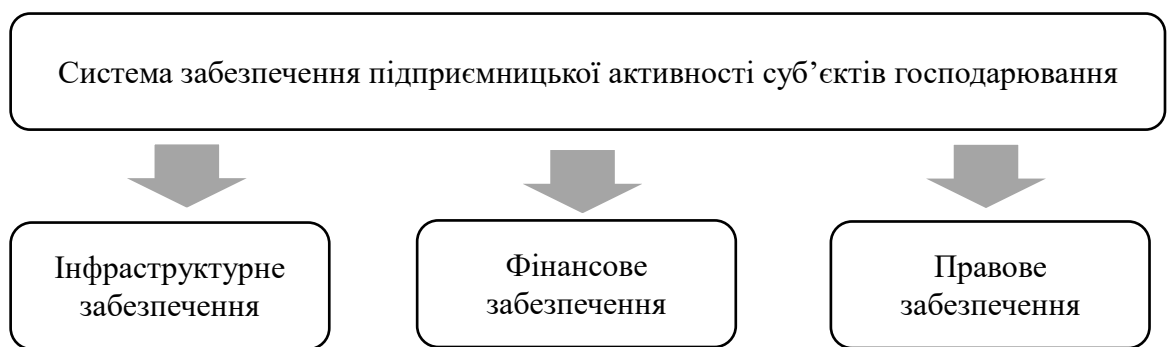 Система забезпечення підприємницької активності суб’єктів господарювання
Інфраструктурне
забезпечення
Фінансове
забезпечення
Правове
забезпечення